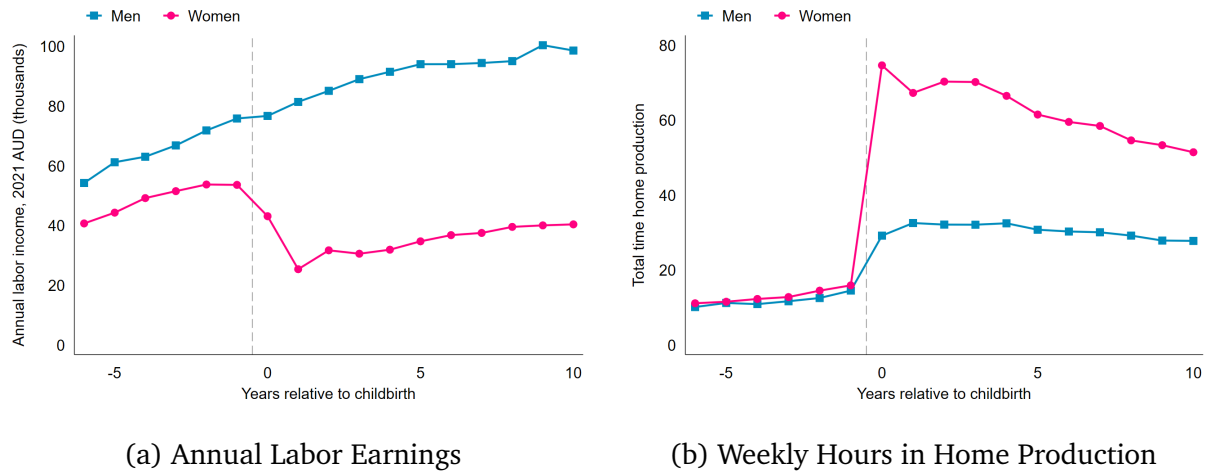 Men Women
Annual labor income, 2021 AUD (thousands)
100
80
60
40
20
0
-5 0 5 10
Years relative to childbirth
(a) Annual Labor Earnings
Men Women
Total time home production
80
60
40
20
0
-5 0 5 10
Years relative to childbirth
(b) Weekly Hours in Home Production